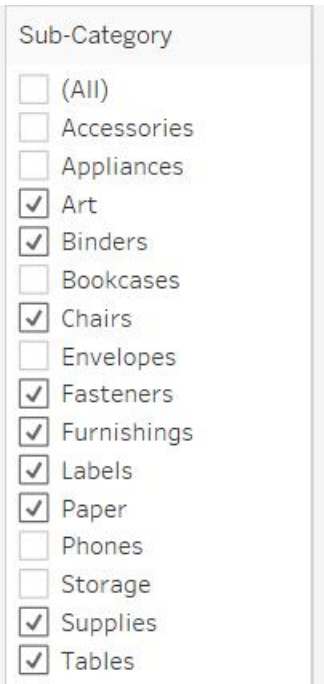 Sub-Category
(All)
Accessories
Appliances
Art
Binders
Bookcases
Chairs
Envelopes
Fasteners
Furnishings
Labels
Paper
Phones
Storage
Supplies
Tables